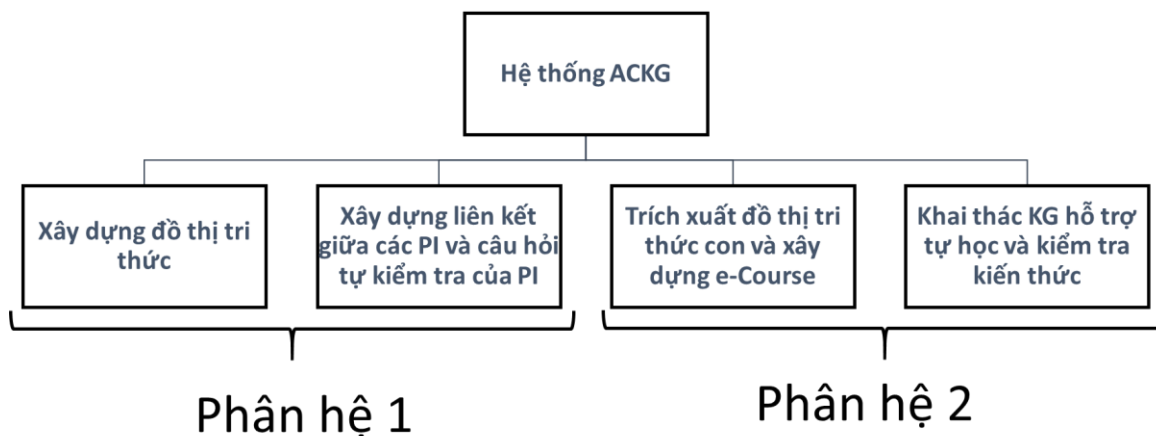 Hệ thống ACKG
Xây dựng đồ thị tri
thức
Xây dựng liên kết
giữa các PI và câu hỏi
tự kiểm tra của PI
Trích xuất đồ thị tri
thức con và xây
dựng e-Course
Khai thác KG hỗ trợ
tự học và kiểm tra
kiến thức
Phân hệ 1
Phân hệ 2